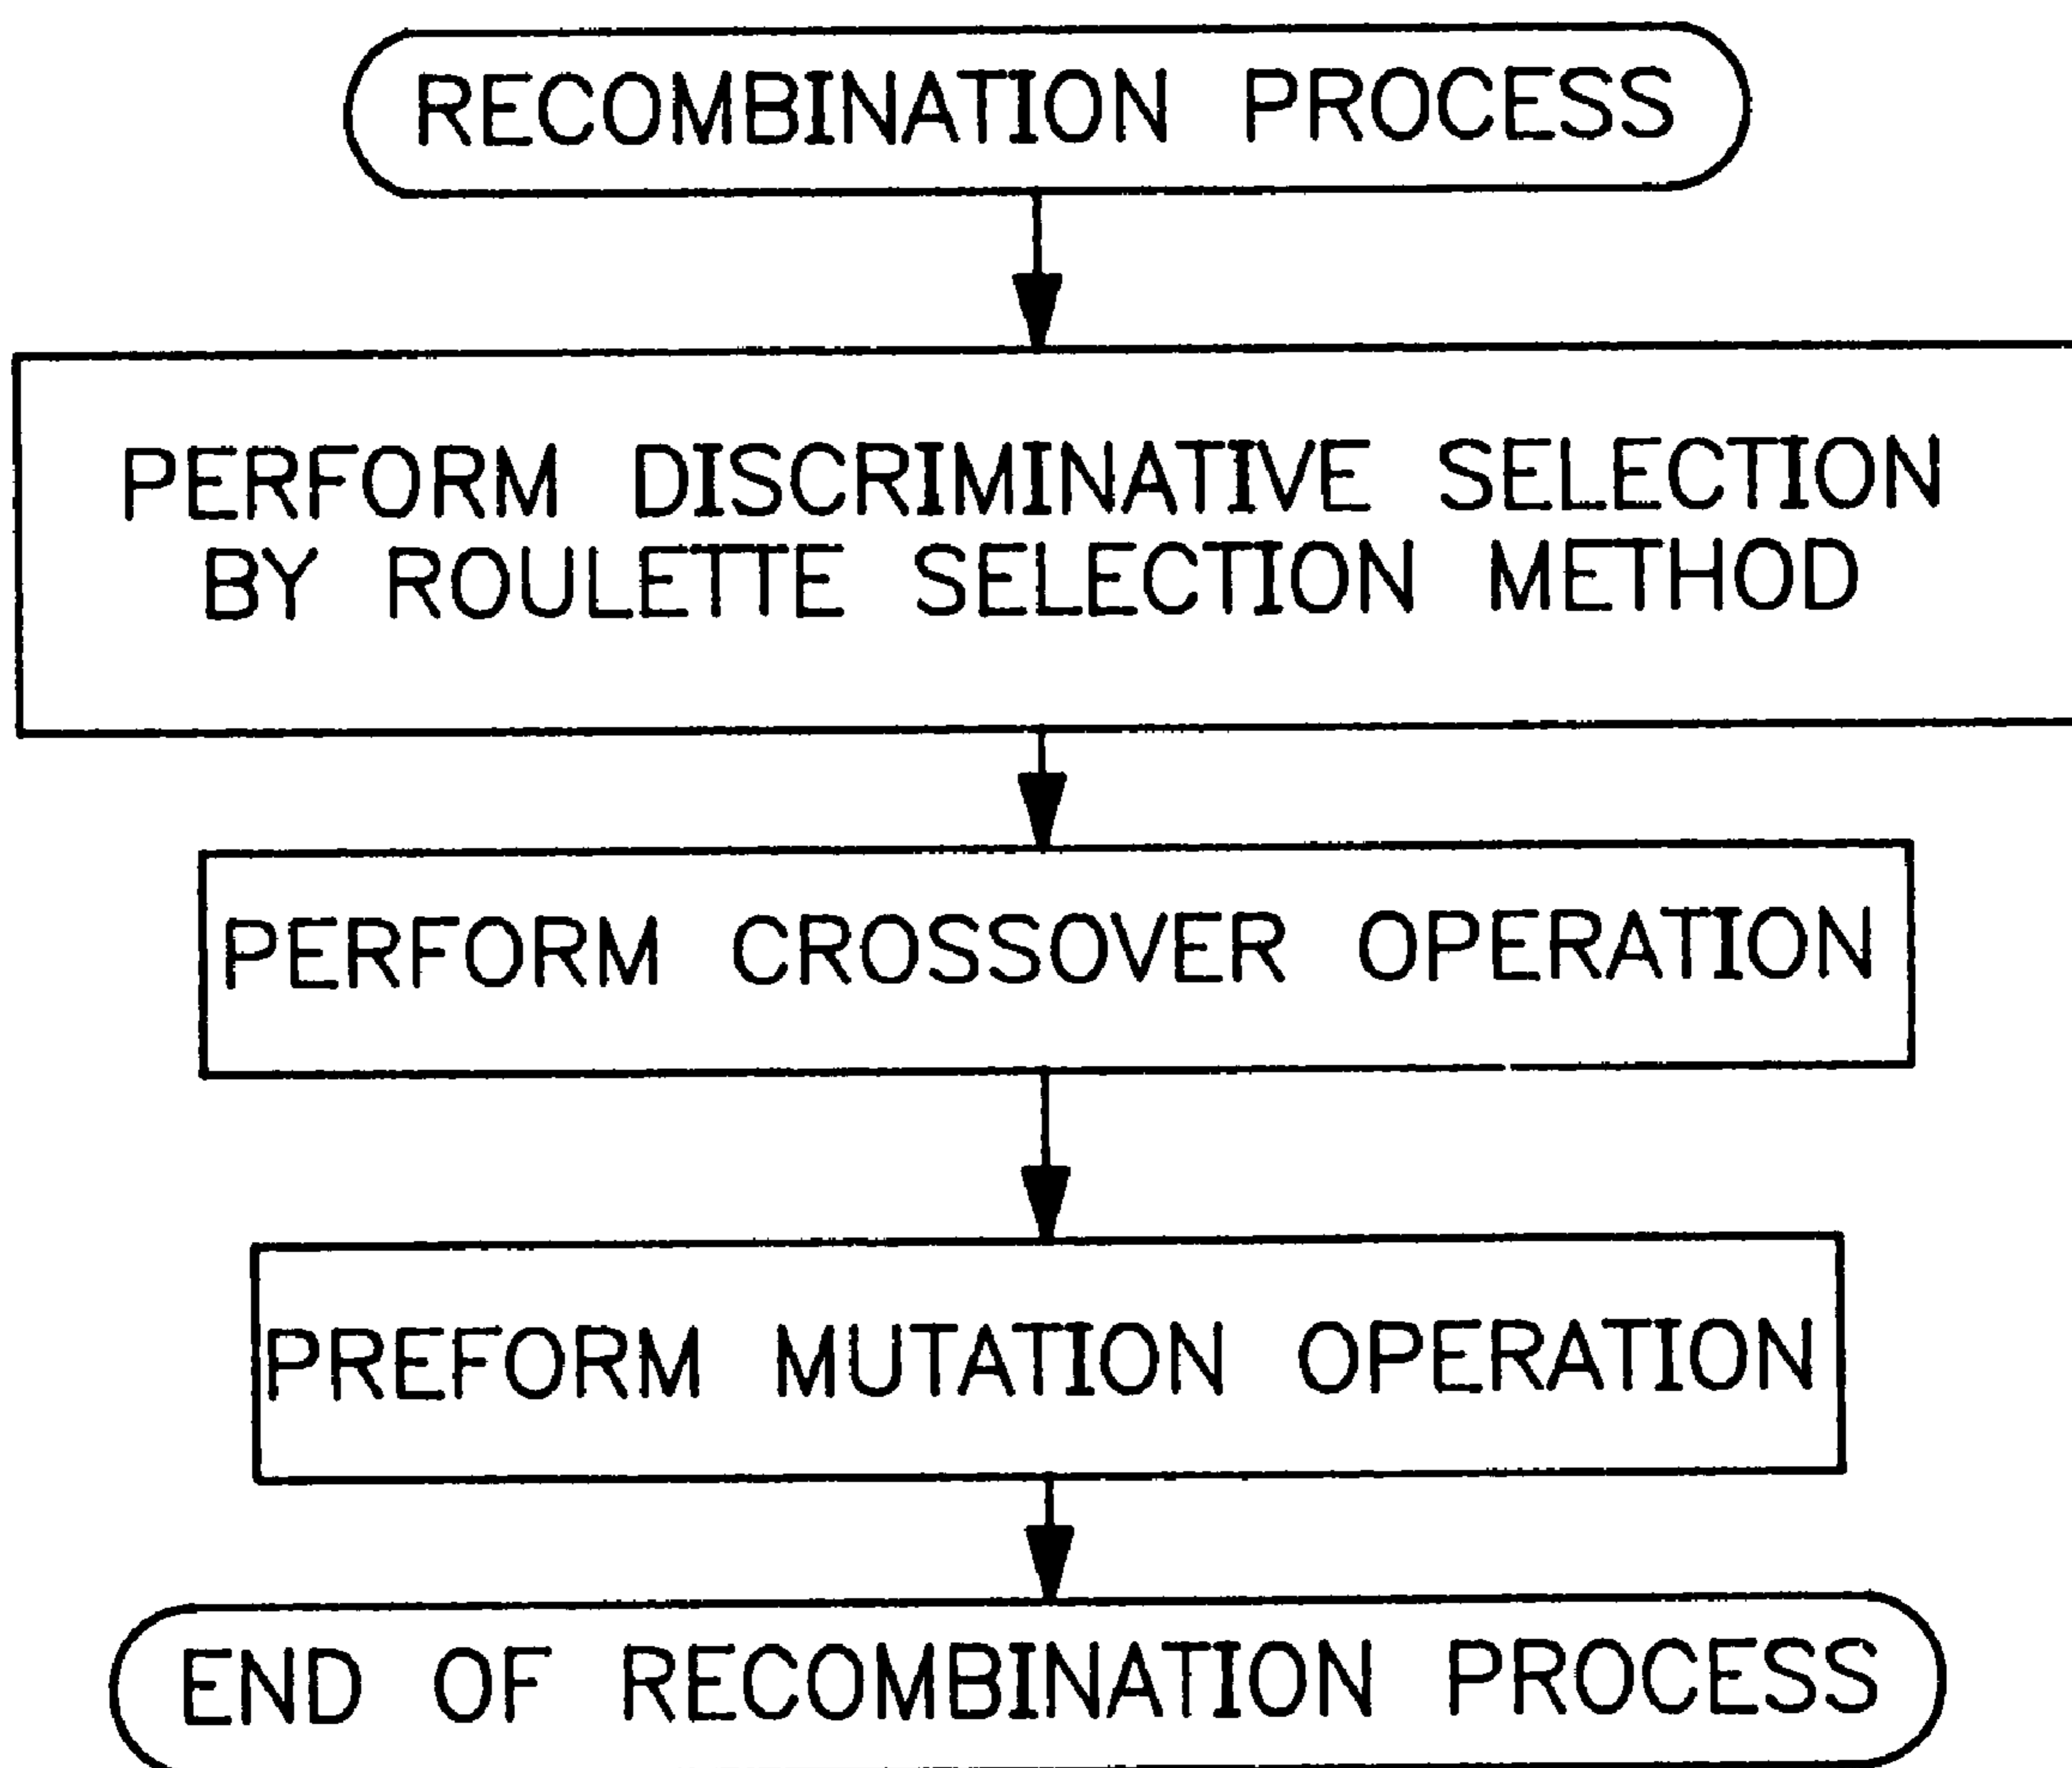 RECOMBINATION PROCESS
PERFORM DISCRIMINATIVE SELECTION
BY ROULETTE SELECTION METHOD
PERFORM CROSSOVER OPERATION
PREFORM MUTATION OPERATION
END OF RECOMBINATION PROCESS